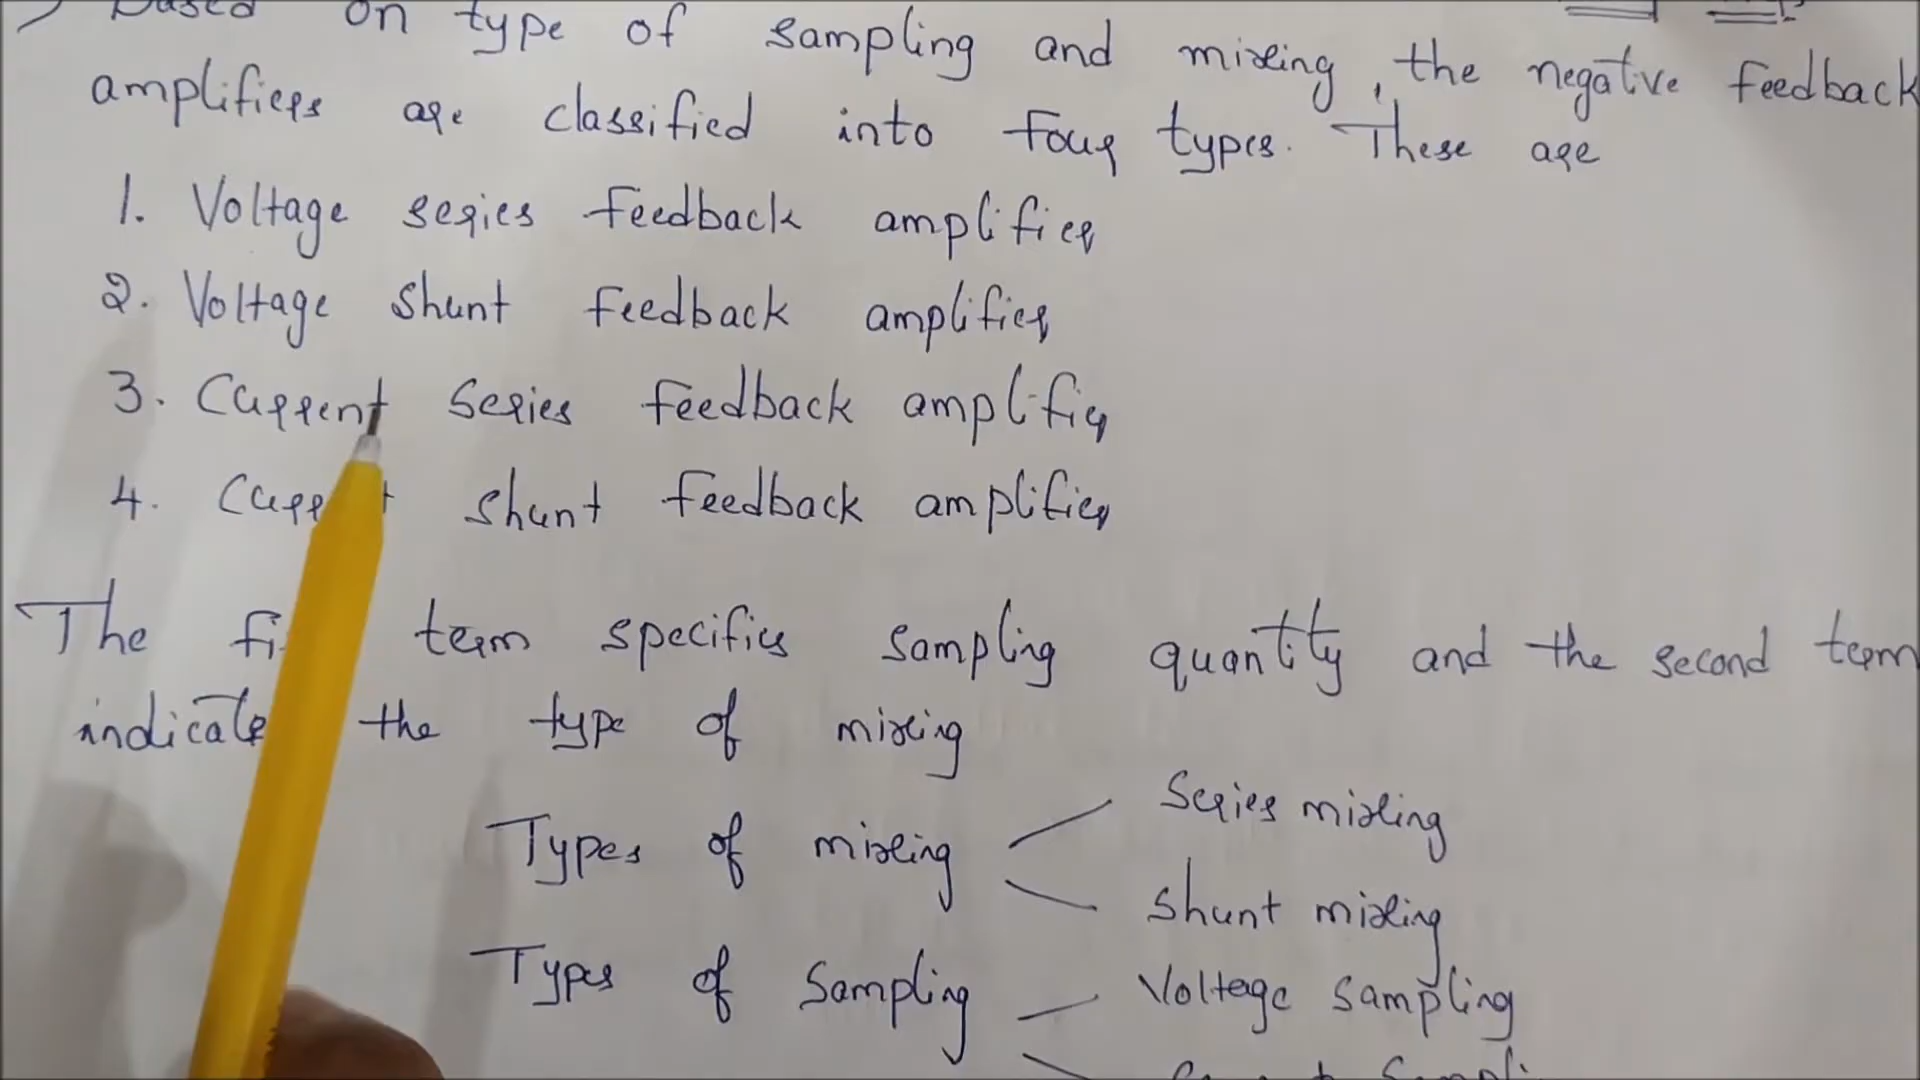 Based on type of sampling and mixing, the negative feedback
amplifiers are classified into four types. These are
1. Voltage series feedback amplifier
2. Voltage shunt feedback amplifier
3. Current series feedback amplifier
4. shunt feedback amplifier
The term specifies sampling quantity and the second term
indicate the type of mixing
Types of mixing
Series mixing
Shunt mixing
Types of Sampling
Voltage sampling